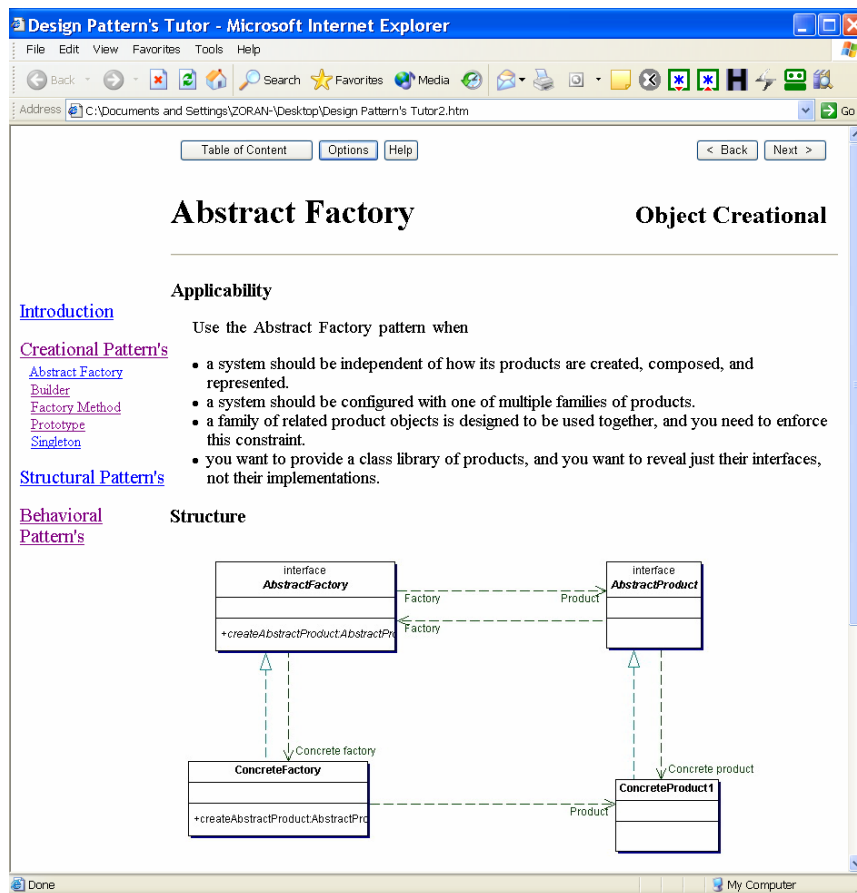 Design Pattern's Tutor - Microsoft Internet Explorer
File Edit View Favorites Tools Help
Back Search Favorites Media
Address C:\Documents and Settings\ZORAN-\Desktop\Design Pattern's Tutor2.htm Go
Table of Content Options Help < Back Next >
Abstract Factory Object Creational
Applicability
Introduction
Use the Abstract Factory pattern when
Creational Pattern's
Abstract Factory
Builder
Factory Method
Prototype
Singleton
Structural Pattern's
Behavioral
Pattern's
• a system should be independent of how its products are created, composed, and
represented.
• a system should be configured with one of multiple families of products.
• a family of related product objects is designed to be used together, and you need to enforce
this constraint.
• you want to provide a class library of products, and you want to reveal just their interfaces,
not their implementations.
Structure
interface
AbstractFactory
+createAbstractProduct:AbstractPr
interface
AbstractProduct
Factory Product
Factory
Concrete factory
Concrete product
ConcreteFactory
+createAbstractProduct:AbstractPro
ConcreteProduct1
Product
Done My Computer